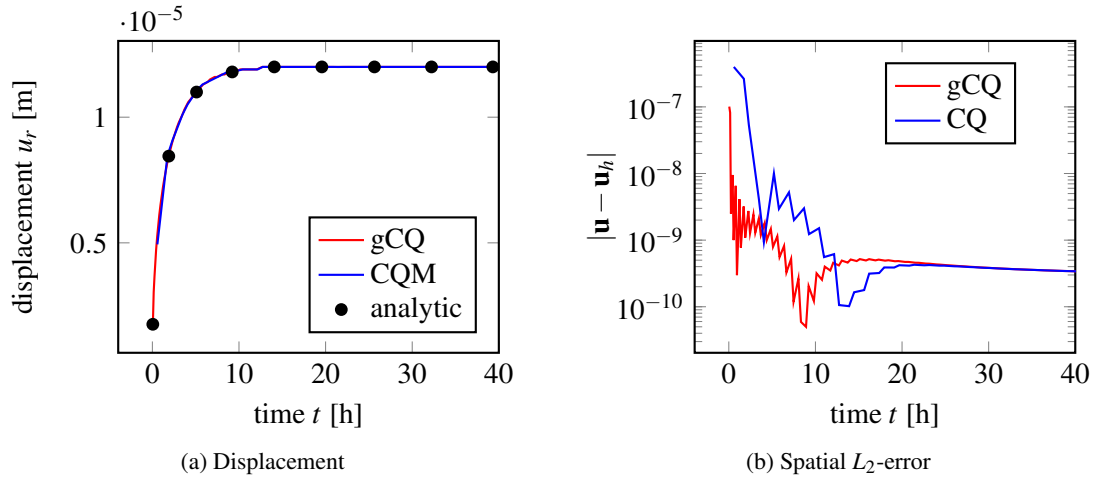 ·10−5
displacement u_r [m]
1
0.5
gCQ
CQM
analytic
0 10 20 30 40
time t [h]
(a) Displacement
|u − u_h|
10−7
10−8
10−9
10−10
gCQ
CQ
0 10 20 30 40
time t [h]
(b) Spatial L2-error